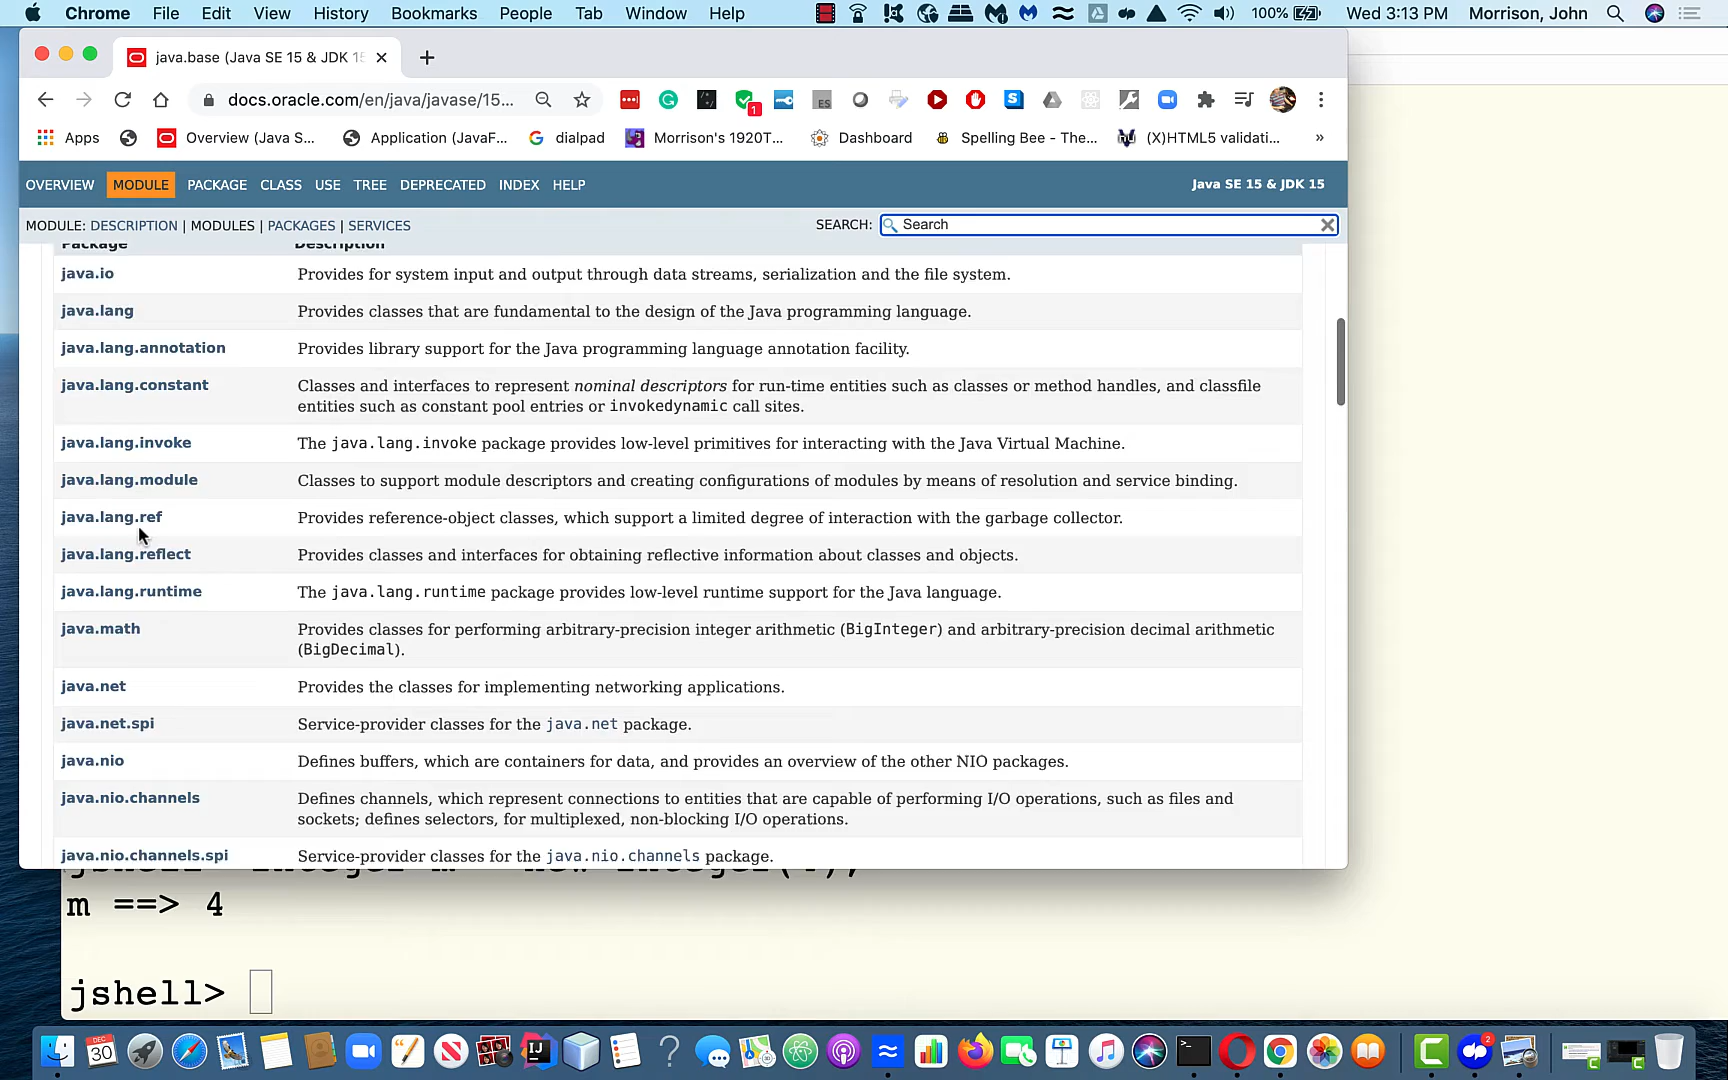 Chrome File Edit View History Bookmarks People Tab Window Help 100% Wed 3:13 PM Morrison, John
java.base (Java SE 15 & JDK 15
docs.oracle.com/en/java/javase/15...
Apps Overview (Java S... Application (JavaF... dialpad Morrison's 1920T... Dashboard Spelling Bee - The... (X)HTML5 validati... »
OVERVIEW MODULE PACKAGE CLASS USE TREE DEPRECATED INDEX HELP Java SE 15 & JDK 15
MODULE: DESCRIPTION | MODULES | PACKAGES | SERVICES SEARCH: Search
Package Description
java.io Provides for system input and output through data streams, serialization and the file system.
java.lang Provides classes that are fundamental to the design of the Java programming language.
java.lang.annotation Provides library support for the Java programming language annotation facility.
java.lang.constant Classes and interfaces to represent nominal descriptors for run-time entities such as classes or method handles, and classfile
entities such as constant pool entries or invokedynamic call sites.
java.lang.invoke The java.lang.invoke package provides low-level primitives for interacting with the Java Virtual Machine.
java.lang.module Classes to support module descriptors and creating configurations of modules by means of resolution and service binding.
java.lang.ref Provides reference-object classes, which support a limited degree of interaction with the garbage collector.
java.lang.reflect Provides classes and interfaces for obtaining reflective information about classes and objects.
java.lang.runtime The java.lang.runtime package provides low-level runtime support for the Java language.
java.math Provides classes for performing arbitrary-precision integer arithmetic (BigInteger) and arbitrary-precision decimal arithmetic
(BigDecimal).
java.net Provides the classes for implementing networking applications.
java.net.spi Service-provider classes for the java.net package.
java.nio Defines buffers, which are containers for data, and provides an overview of the other NIO packages.
java.nio.channels Defines channels, which represent connections to entities that are capable of performing I/O operations, such as files and
sockets; defines selectors, for multiplexed, non-blocking I/O operations.
java.nio.channels.spi Service-provider classes for the java.nio.channels package.
m ==> 4
jshell>
DEC
30
2